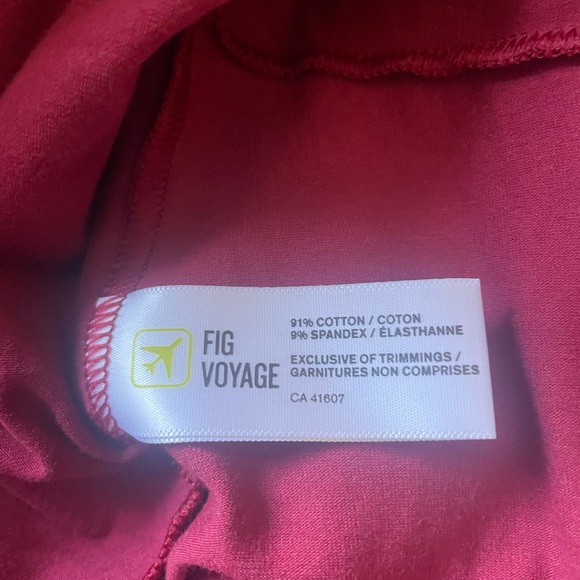 FIG
VOYAGE
91% COTTON / COTON
9% SPANDEX / ÉLASTHANNE
EXCLUSIVE OF TRIMMINGS /
GARNITURES NON COMPRISES
CA 41607